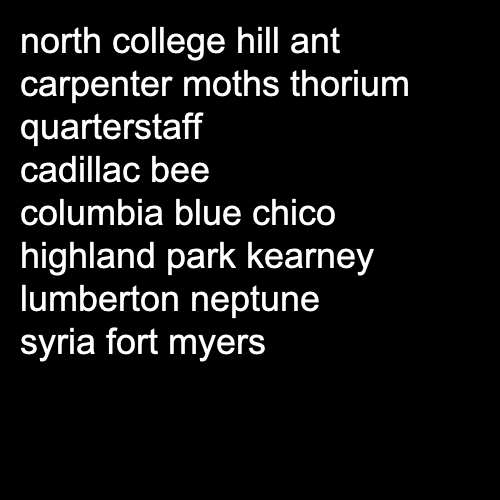 north college hill ant
carpenter moths thorium
quarterstaff
cadillac bee
columbia blue chico
highland park kearney
lumberton neptune
syria fort myers